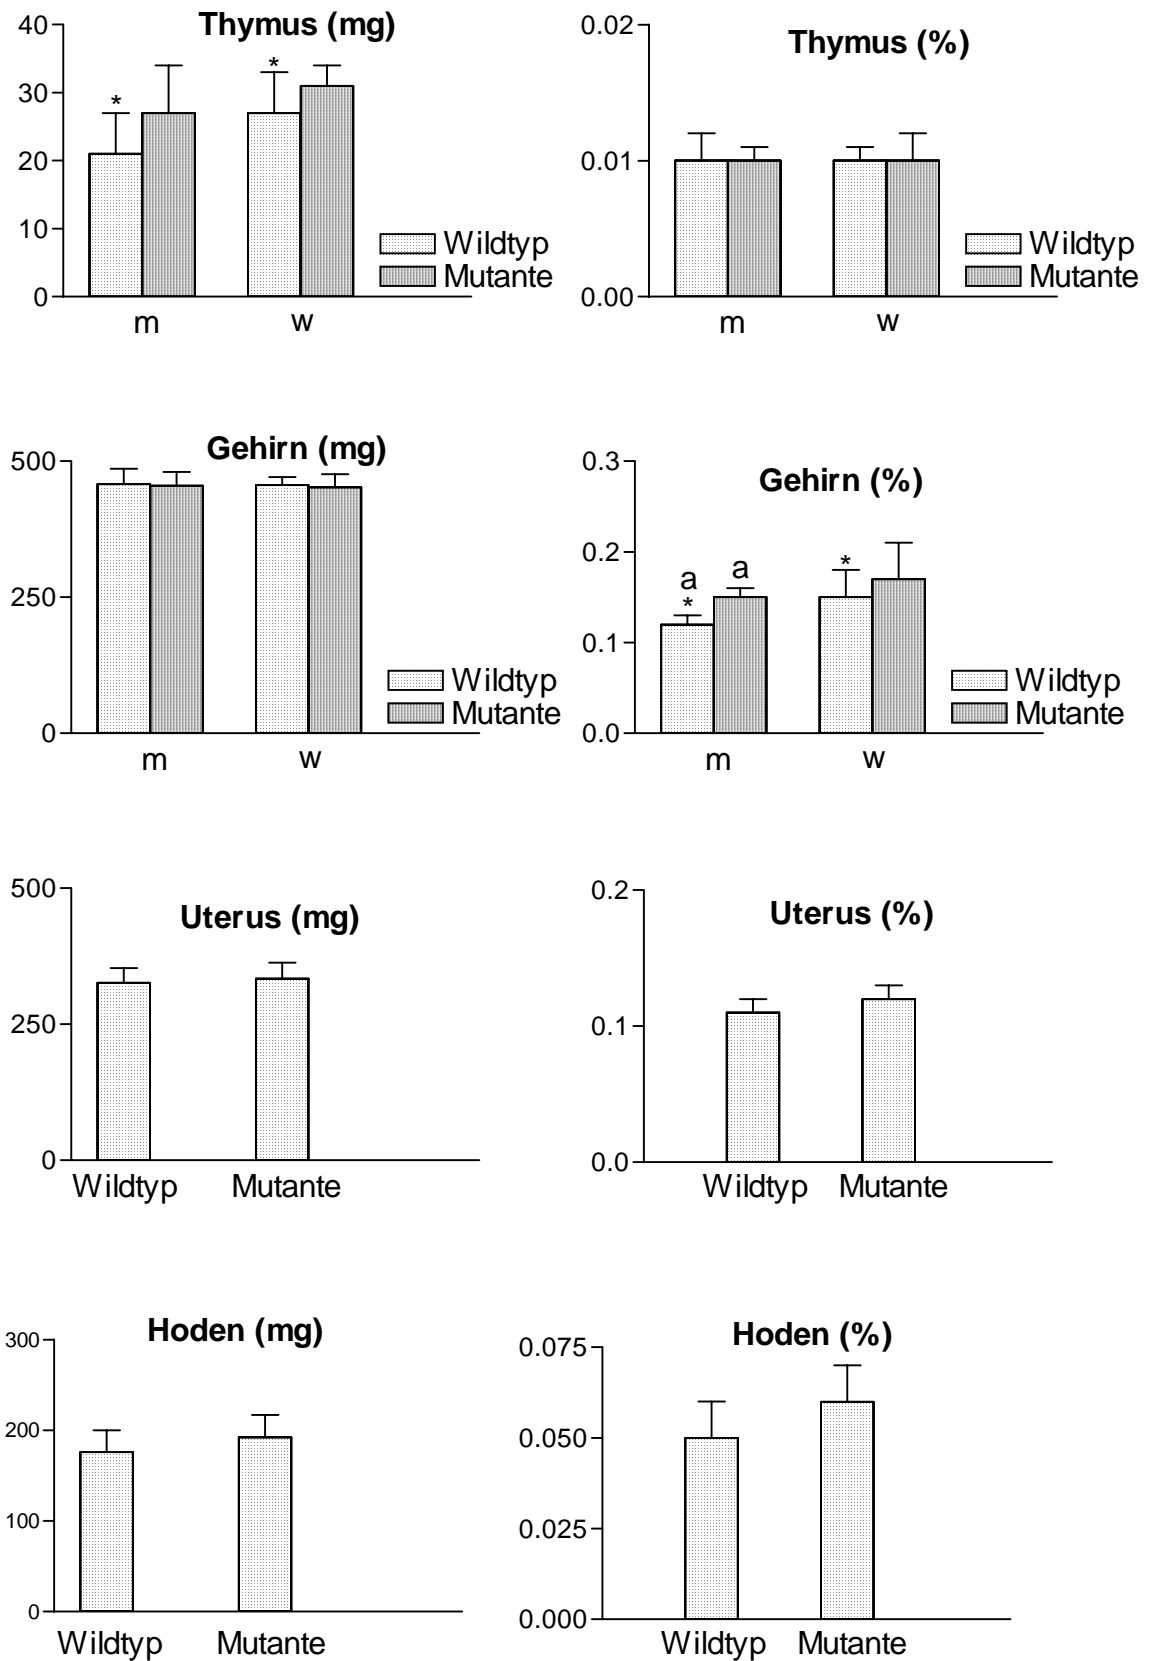 Thymus (mg)
40
30
20
10
0
*
*
Wildtyp
Mutante
m
w
Thymus (%)
0.02
0.01
0.00
Wildtyp
Mutante
m
w
Gehirn (mg)
500
250
0
Wildtyp
Mutante
m
w
Gehirn (%)
0.3
0.2
0.1
0.0
a
*
a
*
Wildtyp
Mutante
m
w
Uterus (mg)
500
250
0
Wildtyp
Mutante
Uterus (%)
0.2
0.1
0.0
Wildtyp
Mutante
Hoden (mg)
300
200
100
0
Wildtyp
Mutante
Hoden (%)
0.075
0.050
0.025
0.000
Wildtyp
Mutante